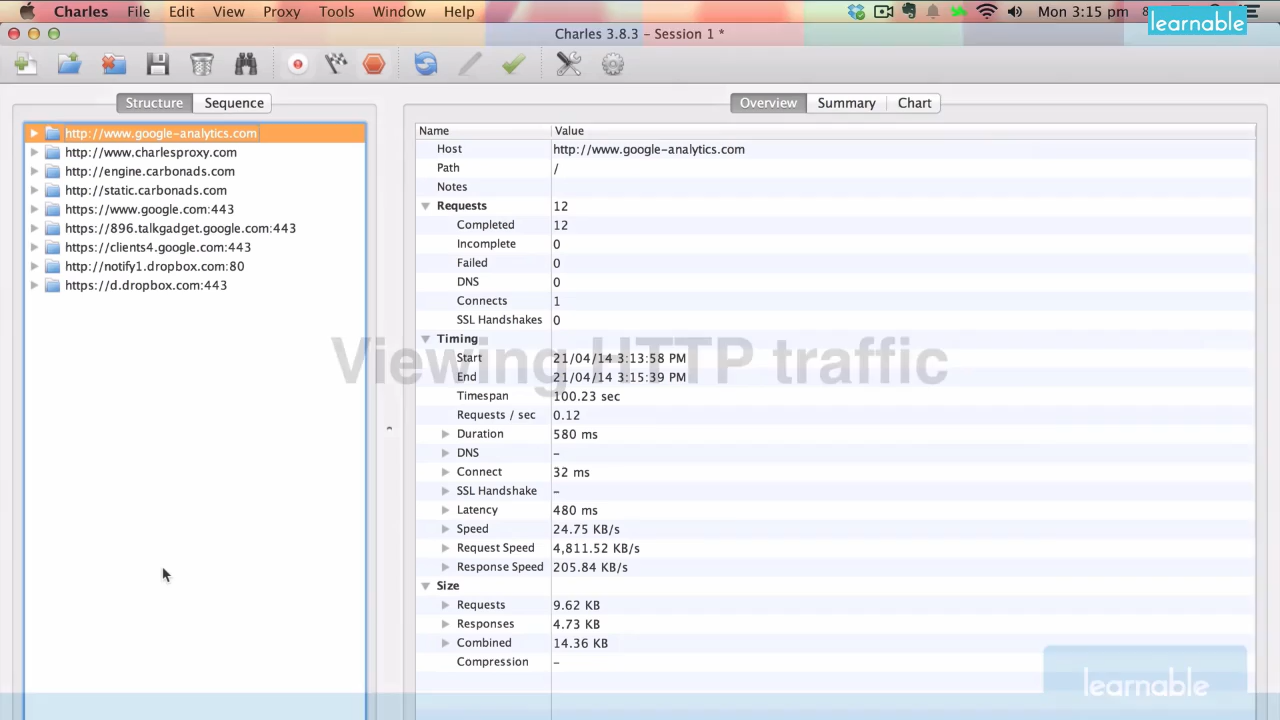 Charles File Edit View Proxy Tools Window Help Mon 3:15 pm
learnable
Charles 3.8.3 – Session 1 *
Structure Sequence
Overview Summary Chart
http://www.google-analytics.com
http://www.charlesproxy.com
http://engine.carbonads.com
http://static.carbonads.com
https://www.google.com:443
https://896.talkgadget.google.com:443
https://clients4.google.com:443
http://notify1.dropbox.com:80
https://d.dropbox.com:443
Name Value
Host http://www.google-analytics.com
Path /
Notes
Requests 12
Completed 12
Incomplete 0
Failed 0
DNS 0
Connects 1
SSL Handshakes 0
Timing
Viewing HTTP traffic
Start 21/04/14 3:13:58 PM
End 21/04/14 3:15:39 PM
Timespan 100.23 sec
Requests / sec 0.12
Duration 580 ms
DNS –
Connect 32 ms
SSL Handshake –
Latency 480 ms
Speed 24.75 KB/s
Request Speed 4,811.52 KB/s
Response Speed 205.84 KB/s
Size
Requests 9.62 KB
Responses 4.73 KB
Combined 14.36 KB
Compression –
learnable